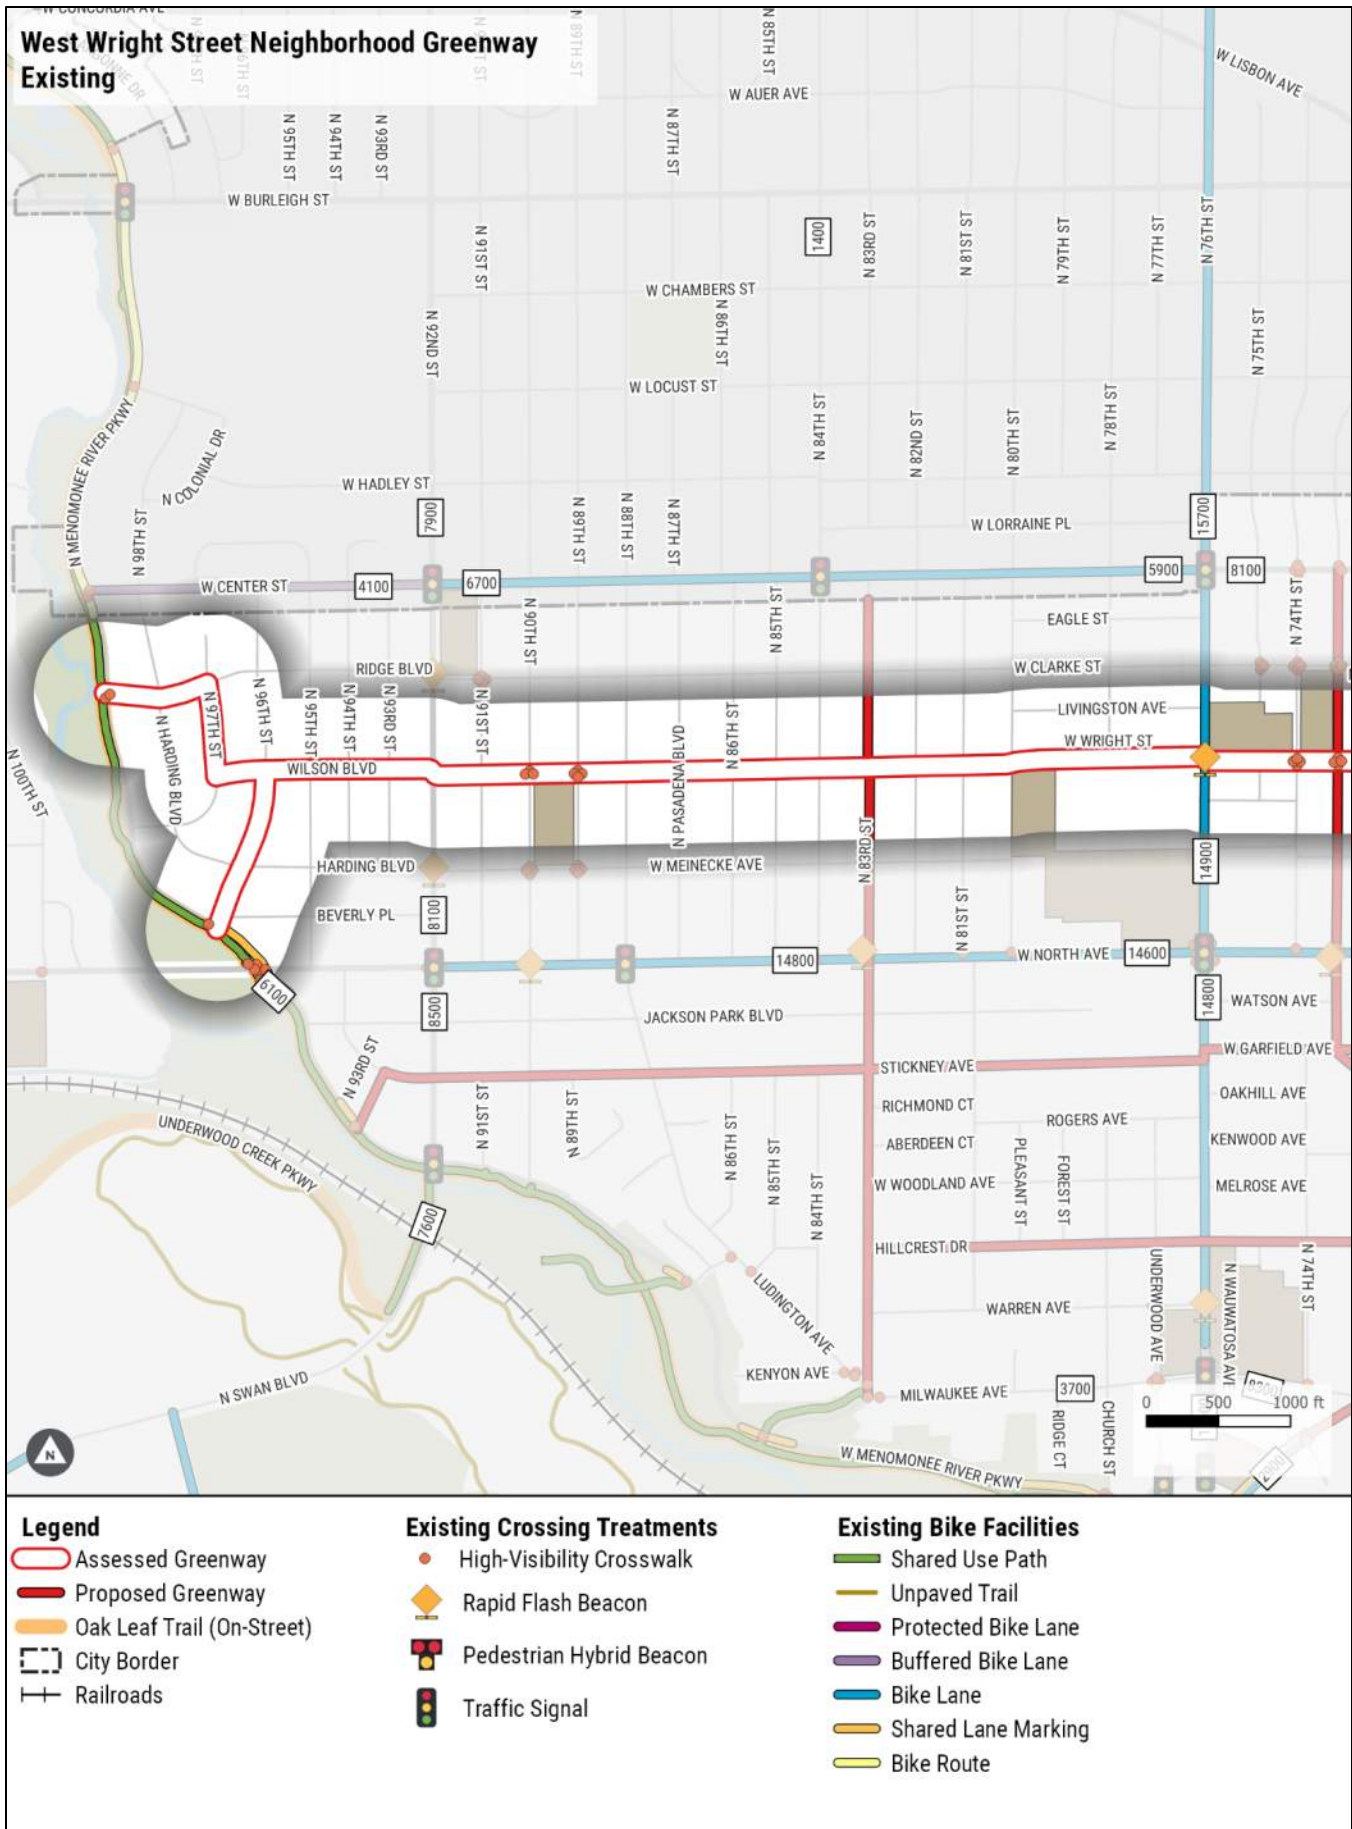 W CONCORDIA AVE
West Wright Street Neighborhood Greenway
Existing
N 89TH ST
N 85TH ST
W LISBON AVE
W AUER AVE
N 95TH ST
N 94TH ST
N 93RD ST
N 87TH ST
W BURLEIGH ST
N 91ST ST
1400
N 83RD ST
N 81ST ST
N 79TH ST
N 77TH ST
N 76TH ST
W CHAMBERS ST
N 92ND ST
N 86TH ST
N 75TH ST
W LOCUST ST
N MENOMONEE RIVER PKWY
N COLONIAL DR
N 84TH ST
N 82ND ST
N 80TH ST
N 78TH ST
W HADLEY ST
7900
N 98TH ST
N 89TH ST
N 88TH ST
N 87TH ST
W LORRAINE PL
15700
W CENTER ST
4100
6700
5900
8100
N 90TH ST
N 85TH ST
EAGLE ST
N 74TH ST
RIDGE BLVD
W CLARKE ST
N 97TH ST
N 96TH ST
N 95TH ST
N 94TH ST
N 93RD ST
N 91ST ST
LIVINGSTON AVE
N HARDING BLVD
N PASADENA BLVD
N 86TH ST
W WRIGHT ST
N 100TH ST
WILSON BLVD
HARDING BLVD
W MEINECKE AVE
N 83RD ST
14900
BEVERLY PL
8100
N 81ST ST
14800
W NORTH AVE
14600
6100
8500
JACKSON PARK BLVD
14800
WATSON AVE
N 93RD ST
W GARFIELD AVE
STICKNEY AVE
N 91ST ST
N 89TH ST
RICHMOND CT
OAKHILL AVE
UNDERWOOD CREEK PKWY
N 86TH ST
N 85TH ST
ROGERS AVE
ABERDEEN CT
KENWOOD AVE
N 84TH ST
W WOODLAND AVE
PLEASANT ST
FOREST ST
MELROSE AVE
7600
HILLCREST DR
LUDINGTON AVE
WARREN AVE
UNDERWOOD AVE
N WAUWATOSA AVE
N 74TH ST
N SWAN BLVD
KENYON AVE
MILWAUKEE AVE
3700
8300
RIDGE CT
CHURCH ST
0 500 1000 ft
N
W MENOMONEE RIVER PKWY
2900
Legend
Assessed Greenway
Proposed Greenway
Oak Leaf Trail (On-Street)
City Border
Railroads
Existing Crossing Treatments
High-Visibility Crosswalk
Rapid Flash Beacon
Pedestrian Hybrid Beacon
Traffic Signal
Existing Bike Facilities
Shared Use Path
Unpaved Trail
Protected Bike Lane
Buffered Bike Lane
Bike Lane
Shared Lane Marking
Bike Route